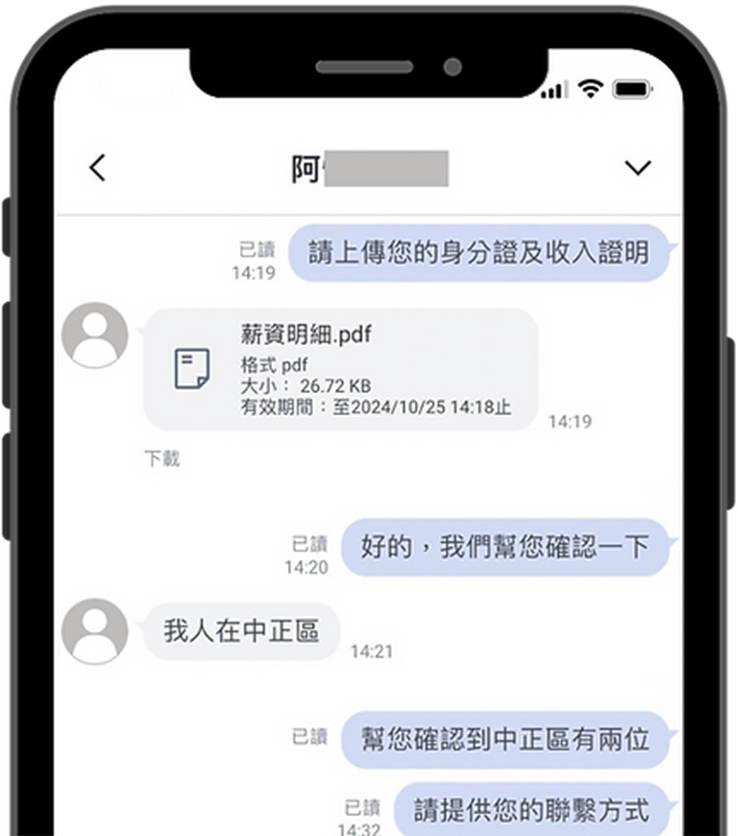 阿
已讀
14:19
請上傳您的身分證及收入證明
薪資明細.pdf
格式 pdf
大小： 26.72 KB
有效期間：至2024/10/25 14:18止
14:19
下載
已讀
14:20
好的，我們幫您確認一下
我人在中正區
14:21
已讀
幫您確認到中正區有兩位
已讀
14:32
請提供您的聯繫方式